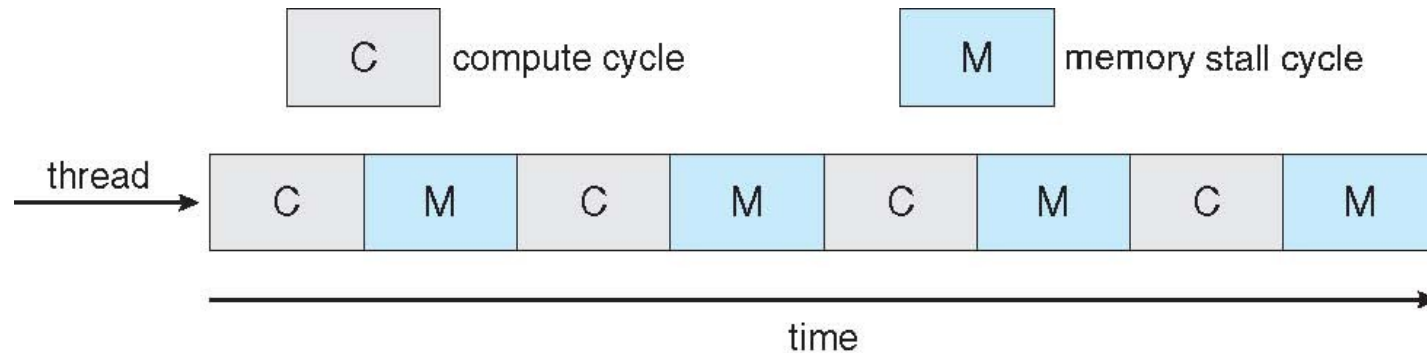 C compute cycle M memory stall cycle
thread
C M C M C M C M
time